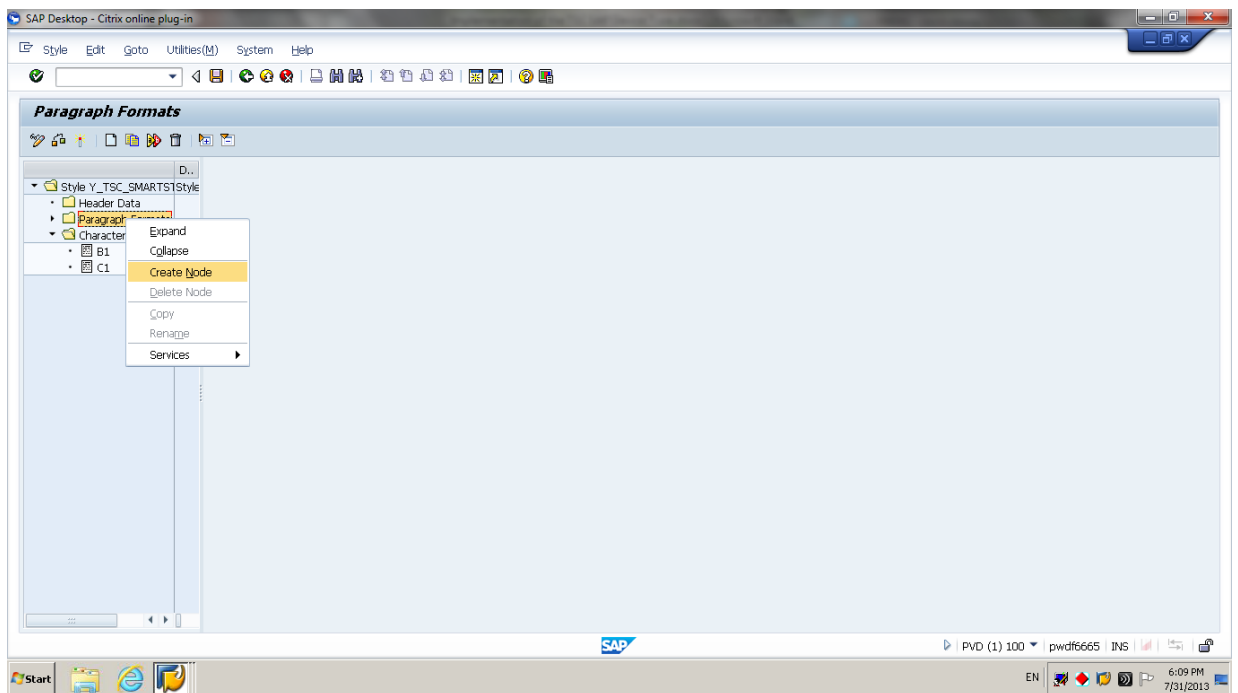 SAP Desktop - Citrix online plug-in
Style Edit Goto Utilities(M) System Help
Paragraph Formats
D..
Style Y_TSC_SMARTST Style
Header Data
Paragraph Formats
Character
B1
C1
Expand
Collapse
Create Node
Delete Node
Copy
Rename
Services
SAP
PVD (1) 100 pwdf6665 INS
Start
EN
6:09 PM
7/31/2013